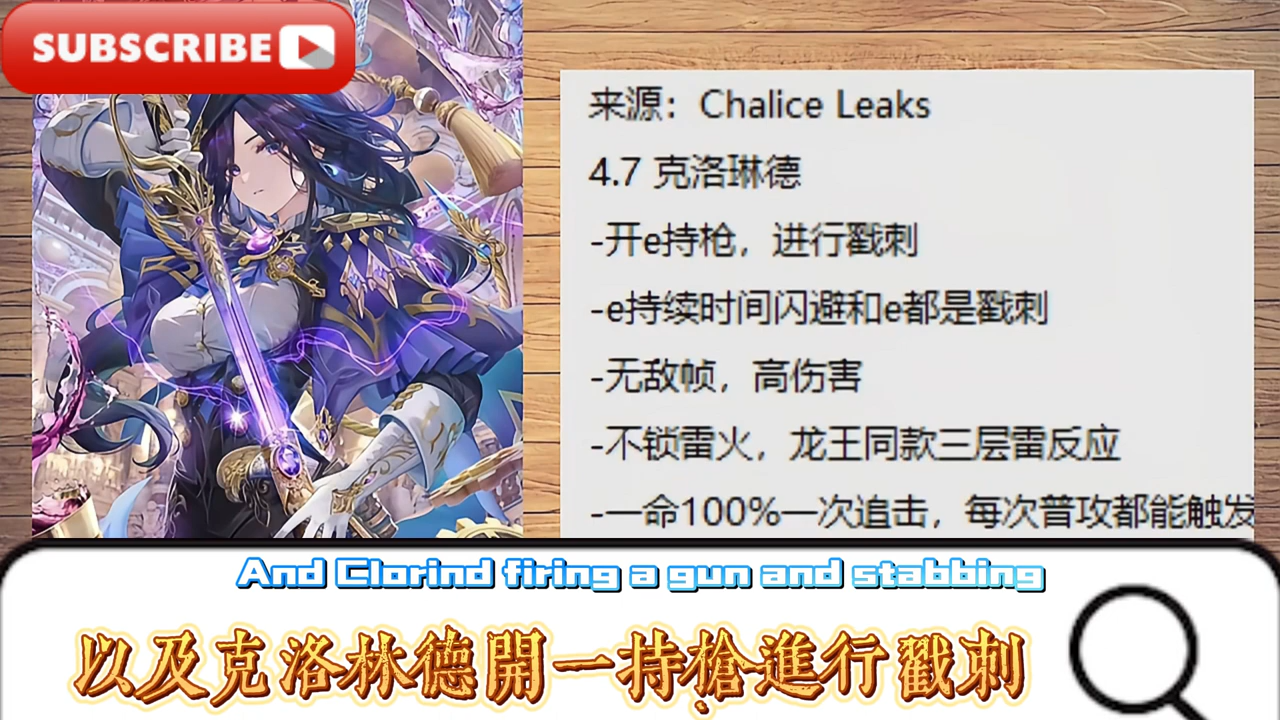 SUBSCRIBE
来源：Chalice Leaks
4.7 克洛琳德
-开e持枪，进行戳刺
-e持续时间闪避和e都是戳刺
-无敌帧，高伤害
-不锁雷火，龙王同款三层雷反应
-一命100%一次追击，每次普攻都能触发
And Clorind firing a gun and stabbing
以及克洛林德開一持槍進行戳刺